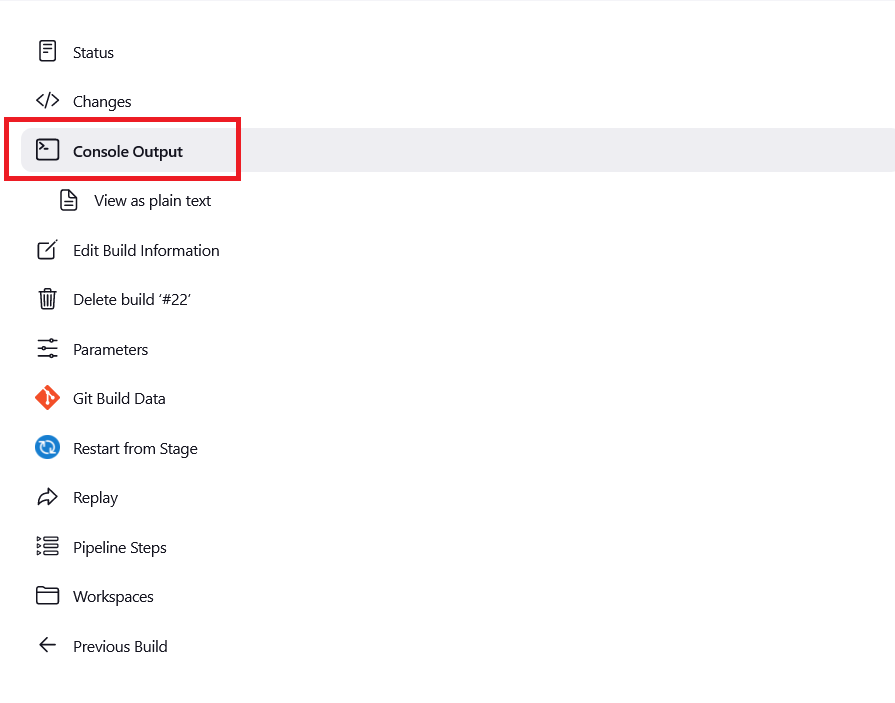 Status
Changes
Console Output
View as plain text
Edit Build Information
Delete build ‘#22’
Parameters
Git Build Data
Restart from Stage
Replay
Pipeline Steps
Workspaces
Previous Build